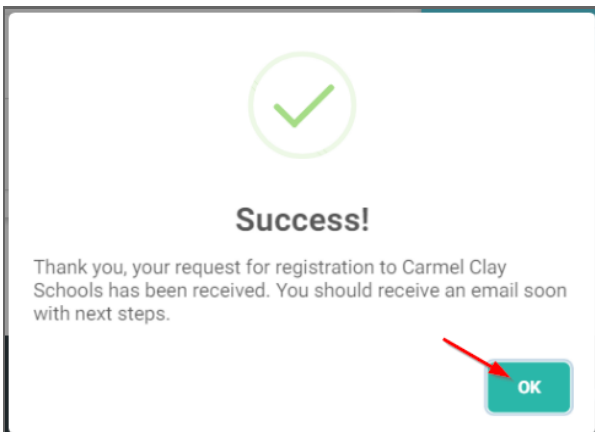 Success!
Thank you, your request for registration to Carmel Clay
Schools has been received. You should receive an email soon
with next steps.
OK